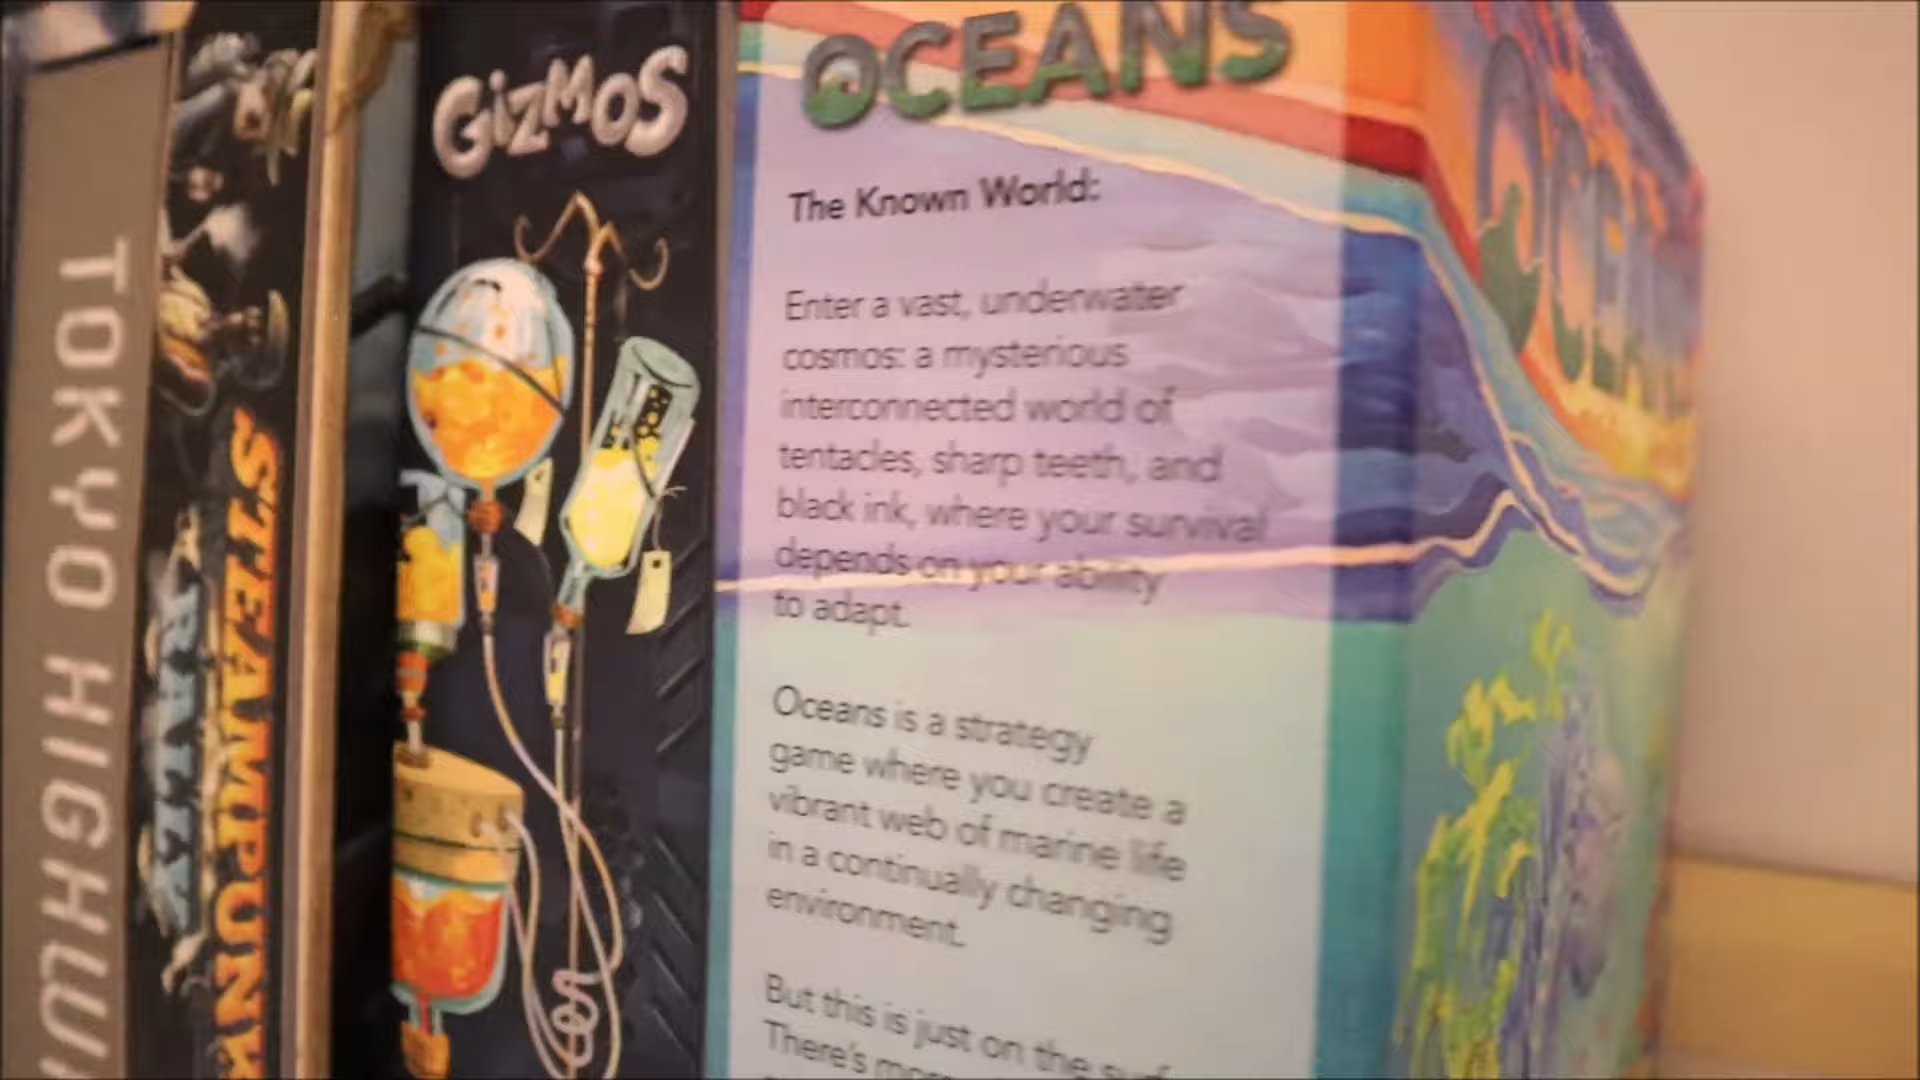 TOKYO
STEAMPUNK
RALLY
GIZMOS
OCEANS
The Known World:
Enter a vast, underwater
cosmos: a mysterious
interconnected world of
tentacles, sharp teeth, and
black ink, where your survival
depends on your ability
to adapt.
Oceans is a strategy
game where you create a
vibrant web of marine life
in a continually changing
environment.
But this is just on the
There's